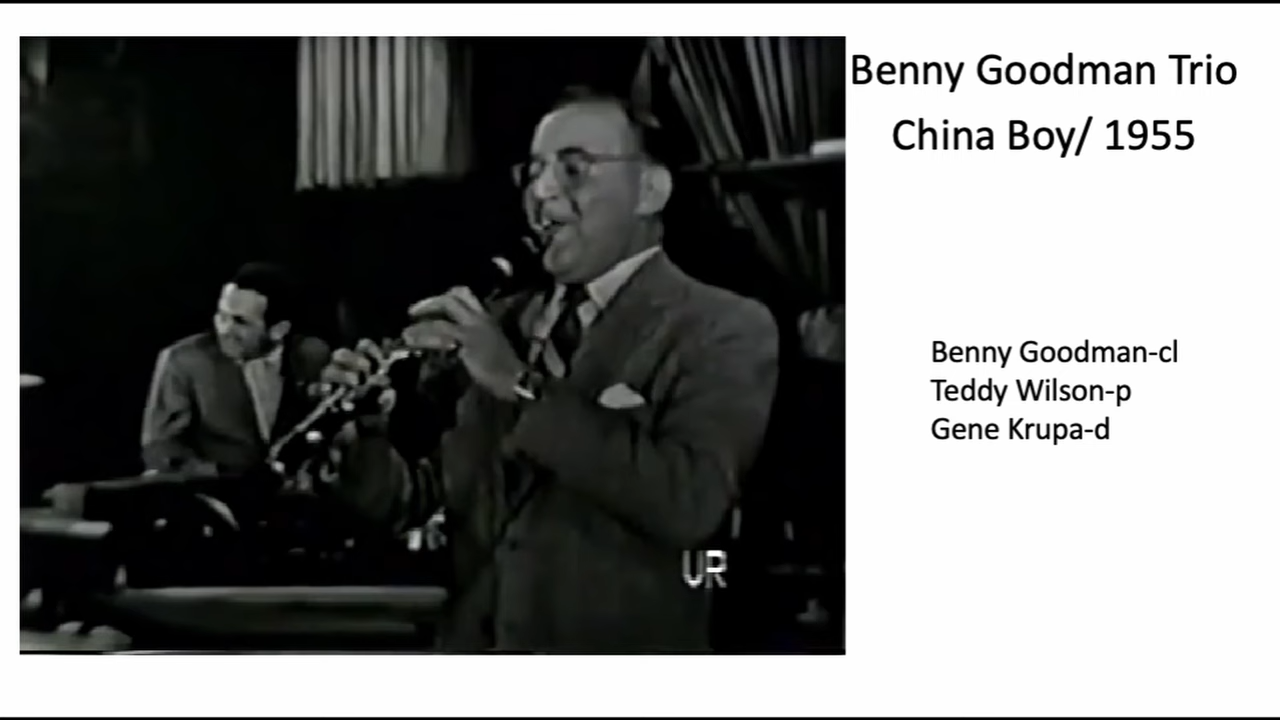 Benny Goodman Trio
China Boy/ 1955
Benny Goodman-cl
Teddy Wilson-p
Gene Krupa-d
UR